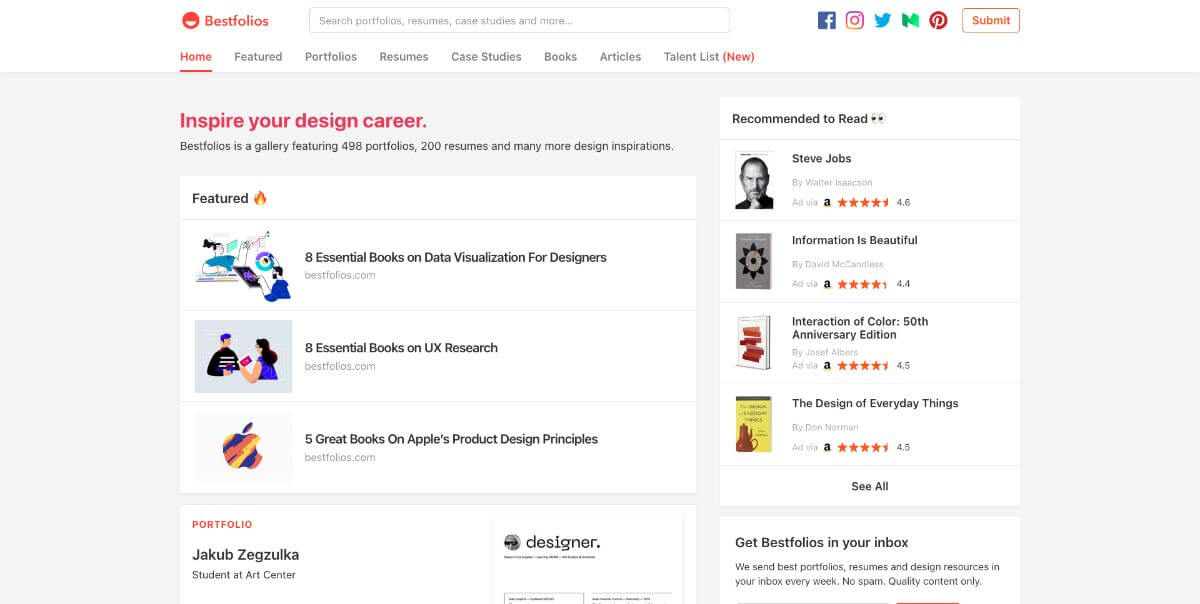 Bestfolios
Search portfolios, resumes, case studies and more...
Submit
Home Featured Portfolios Resumes Case Studies Books Articles Talent List (New)
Inspire your design career.
Bestfolios is a gallery featuring 498 portfolios, 200 resumes and many more design inspirations.
Featured 🔥
8 Essential Books on Data Visualization For Designers
bestfolios.com
8 Essential Books on UX Research
bestfolios.com
5 Great Books On Apple's Product Design Principles
bestfolios.com
PORTFOLIO
Jakub Zegzulka
Student at Art Center
designer.
Recommended to Read 👀
Steve Jobs
By Walter Isaacson
Ad via a 4.6
Information Is Beautiful
By David McCandless
Ad via a 4.4
Interaction of Color: 50th
Anniversary Edition
By Josef Albers
Ad via a 4.5
The DESIGN
of EVERYDAY
THINGS
The Design of Everyday Things
By Don Norman
Ad via a 4.5
See All
Get Bestfolios in your inbox
We send best portfolios, resumes and design resources in
your inbox every week. No spam. Quality content only.